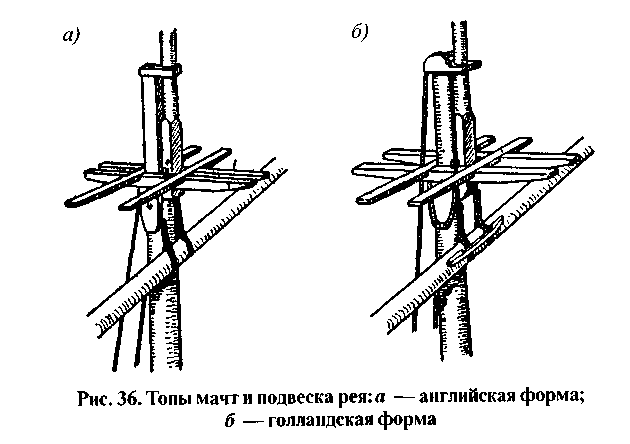 а) б)
Рис. 36. Топы мачт и подвеска рея: а — английская форма;
б — голландская форма